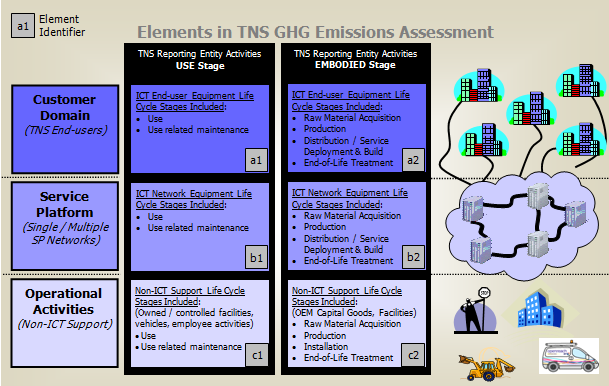 a1
Element
Identifier
Elements in TNS GHG Emissions Assessment
TNS Reporting Entity Activities
USE Stage
TNS Reporting Entity Activities
EMBODIED Stage
Customer
Domain
(TNS End-users)
ICT End-user Equipment Life
Cycle Stages Included:
• Use
• Use related maintenance
a1
ICT End-user Equipment Life
Cycle Stages Included:
• Raw Material Acquisition
• Production
• Distribution / Service
Deployment & Build
• End-of-Life Treatment
a2
Service
Platform
(Single / Multiple
SP Networks)
ICT Network Equipment Life
Cycle Stages Included:
• Use
• Use related maintenance
b1
ICT Network Equipment Life
Cycle Stages Included:
• Raw Material Acquisition
• Production
• Distribution / Service
Deployment & Build
• End-of-Life Treatment
b2
Operational
Activities
(Non-ICT Support)
Non-ICT Support Life Cycle
Stages Included:
(Owned / controlled facilities,
vehicles, employee activities)
• Use
• Use related maintenance
c1
Non-ICT Support Life Cycle
Stages Included:
(OEM Capital Goods, Facilities)
• Raw Material Acquisition
• Production
• Installation
• End-of-Life Treatment
c2
STOP